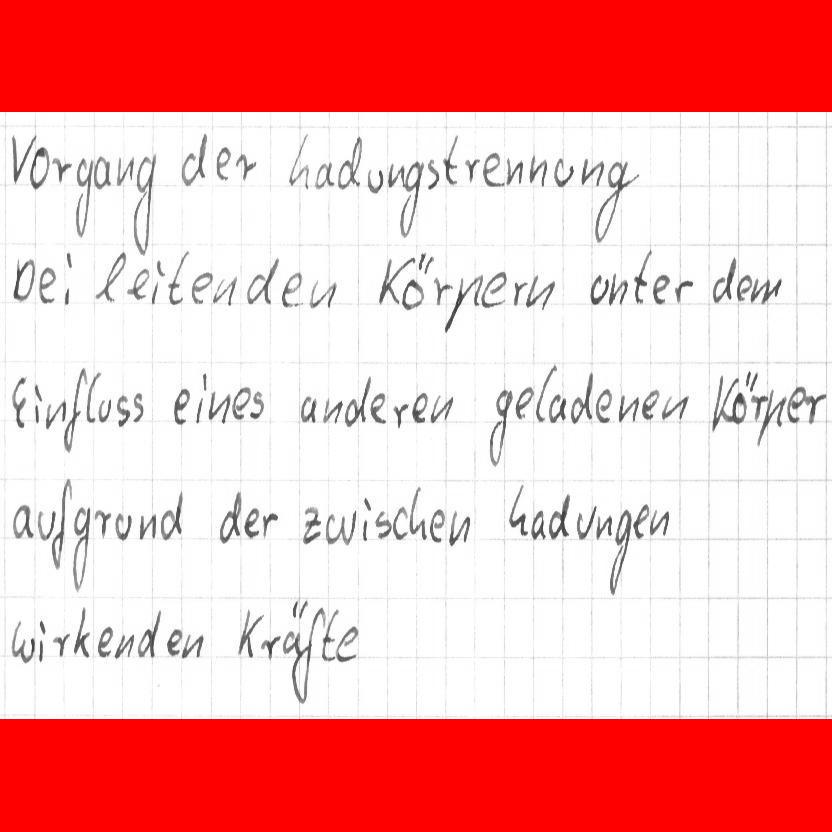 Vorgang der Ladungstrennung
bei leitenden Körpern unter dem
Einfluss eines anderen geladenen Körper
aufgrund der zwischen Ladungen
wirkenden Kräfte